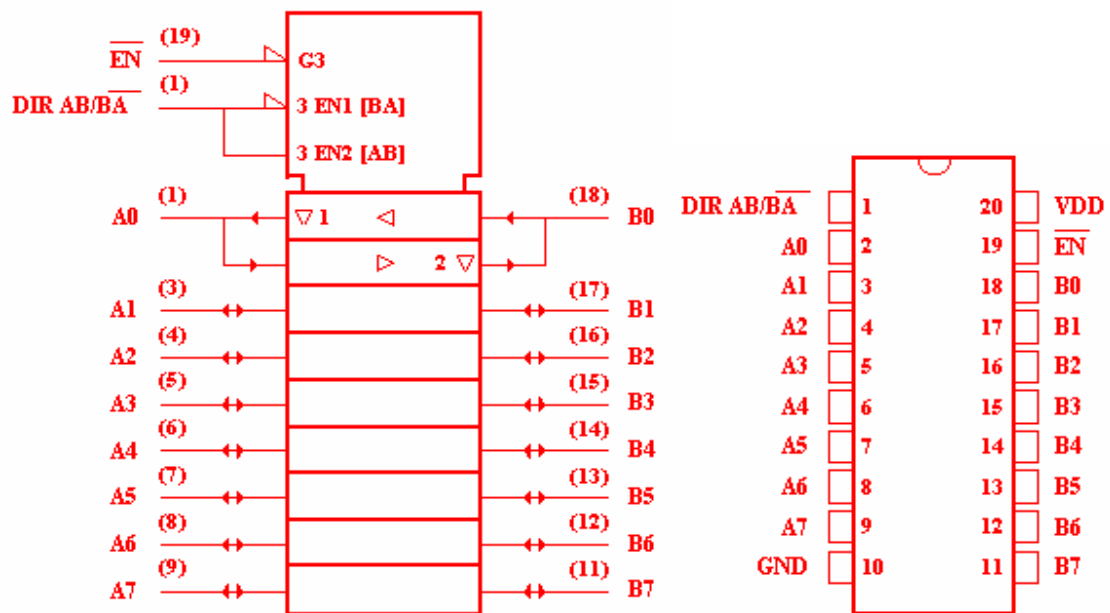 E̅N̅ (19) G3
DIR AB/B̅A̅ (1) 3 EN1 [BA]
3 EN2 [AB]
A0 (1) 1 (18) B0
2
A1 (3) (17) B1
A2 (4) (16) B2
A3 (5) (15) B3
A4 (6) (14) B4
A5 (7) (13) B5
A6 (8) (12) B6
A7 (9) (11) B7
DIR AB/B̅A̅ 1 20 VDD
A0 2 19 E̅N̅
A1 3 18 B0
A2 4 17 B1
A3 5 16 B2
A4 6 15 B3
A5 7 14 B4
A6 8 13 B5
A7 9 12 B6
GND 10 11 B7